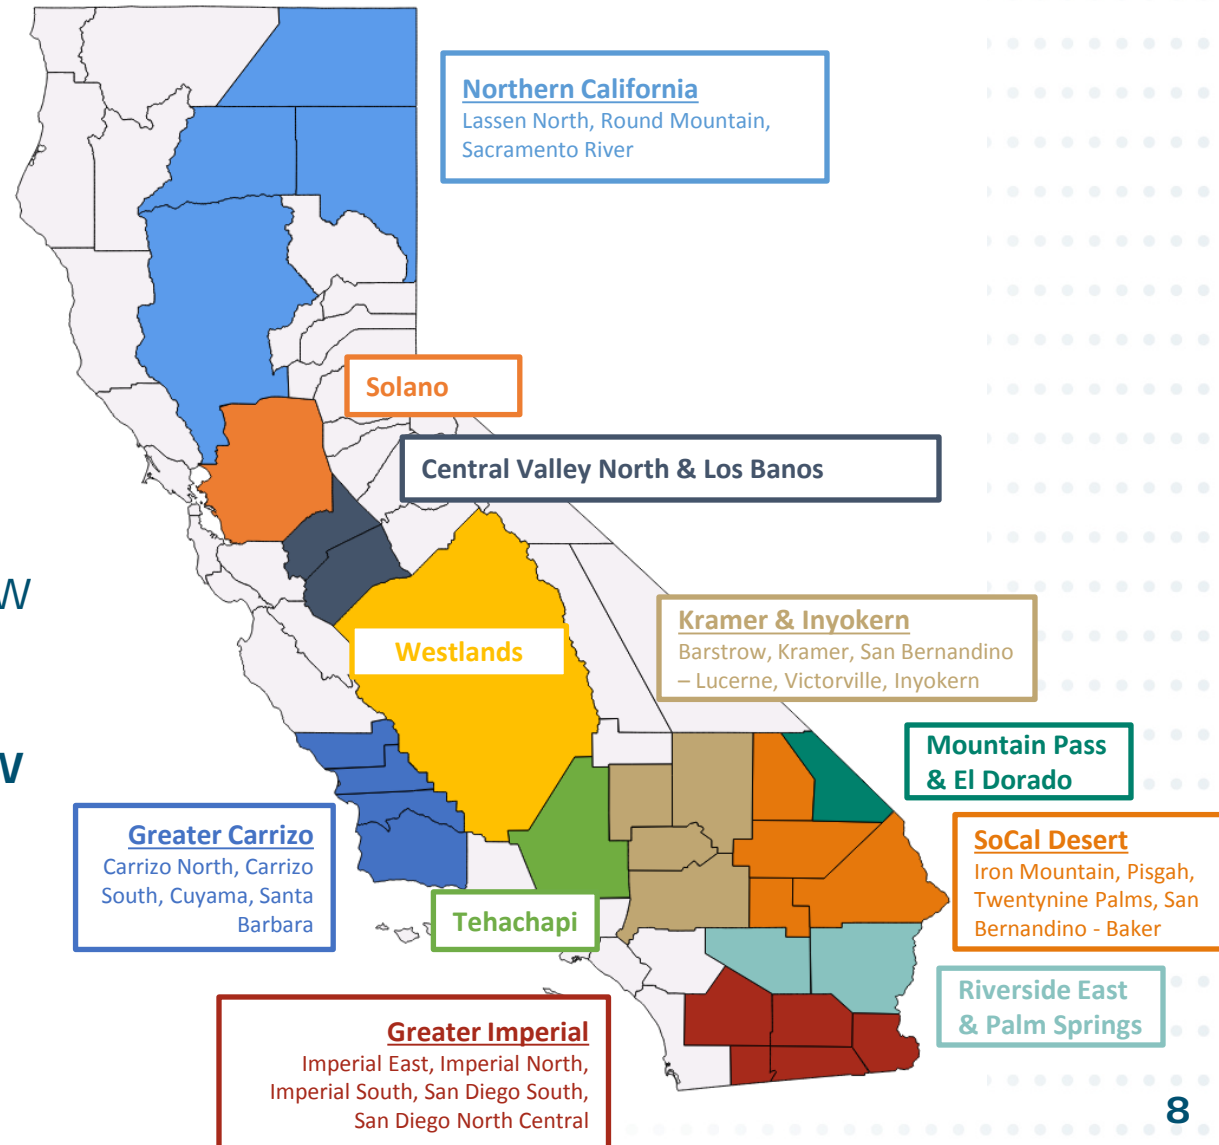 Northern California
Lassen North, Round Mountain,
Sacramento River
Solano
Central Valley North & Los Banos
W
Westlands
Kramer & Inyokern
Barstrow, Kramer, San Bernandino
– Lucerne, Victorville, Inyokern
W
Mountain Pass
& El Dorado
Greater Carrizo
Carrizo North, Carrizo
South, Cuyama, Santa
Barbara
SoCal Desert
Iron Mountain, Pisgah,
Twentynine Palms, San
Bernandino - Baker
Tehachapi
Riverside East
& Palm Springs
Greater Imperial
Imperial East, Imperial North,
Imperial South, San Diego South,
San Diego North Central
8